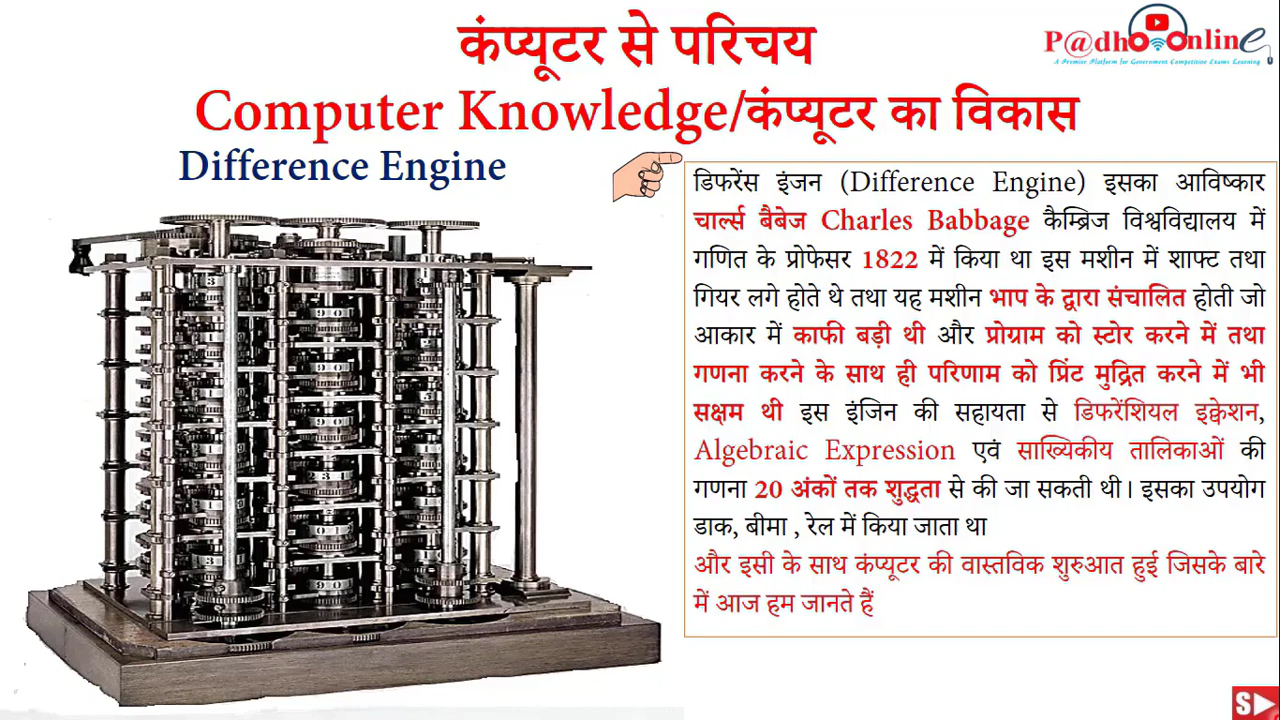 कंप्यूटर से परिचय
P@dhO OnlinE
A Premier Platform for Government Competitive Exams Learning
Computer Knowledge/कंप्यूटर का विकास
Difference Engine
डिफरेंस इंजन (Difference Engine) इसका आविष्कार
चार्ल्स बैबेज Charles Babbage कैम्ब्रिज विश्वविद्यालय में
गणित के प्रोफेसर 1822 में किया था इस मशीन में शाफ्ट तथा
गियर लगे होते थे तथा यह मशीन भाप के द्वारा संचालित होती जो
आकार में काफी बड़ी थी और प्रोग्राम को स्टोर करने में तथा
गणना करने के साथ ही परिणाम को प्रिंट मुद्रित करने में भी
सक्षम थी इस इंजिन की सहायता से डिफरेंशियल इक्वेशन,
Algebraic Expression एवं साख्यिकीय तालिकाओं की
गणना 20 अंकों तक शुद्धता से की जा सकती थी। इसका उपयोग
डाक, बीमा , रेल में किया जाता था
और इसी के साथ कंप्यूटर की वास्तविक शुरुआत हुई जिसके बारे
में आज हम जानते हैं
S